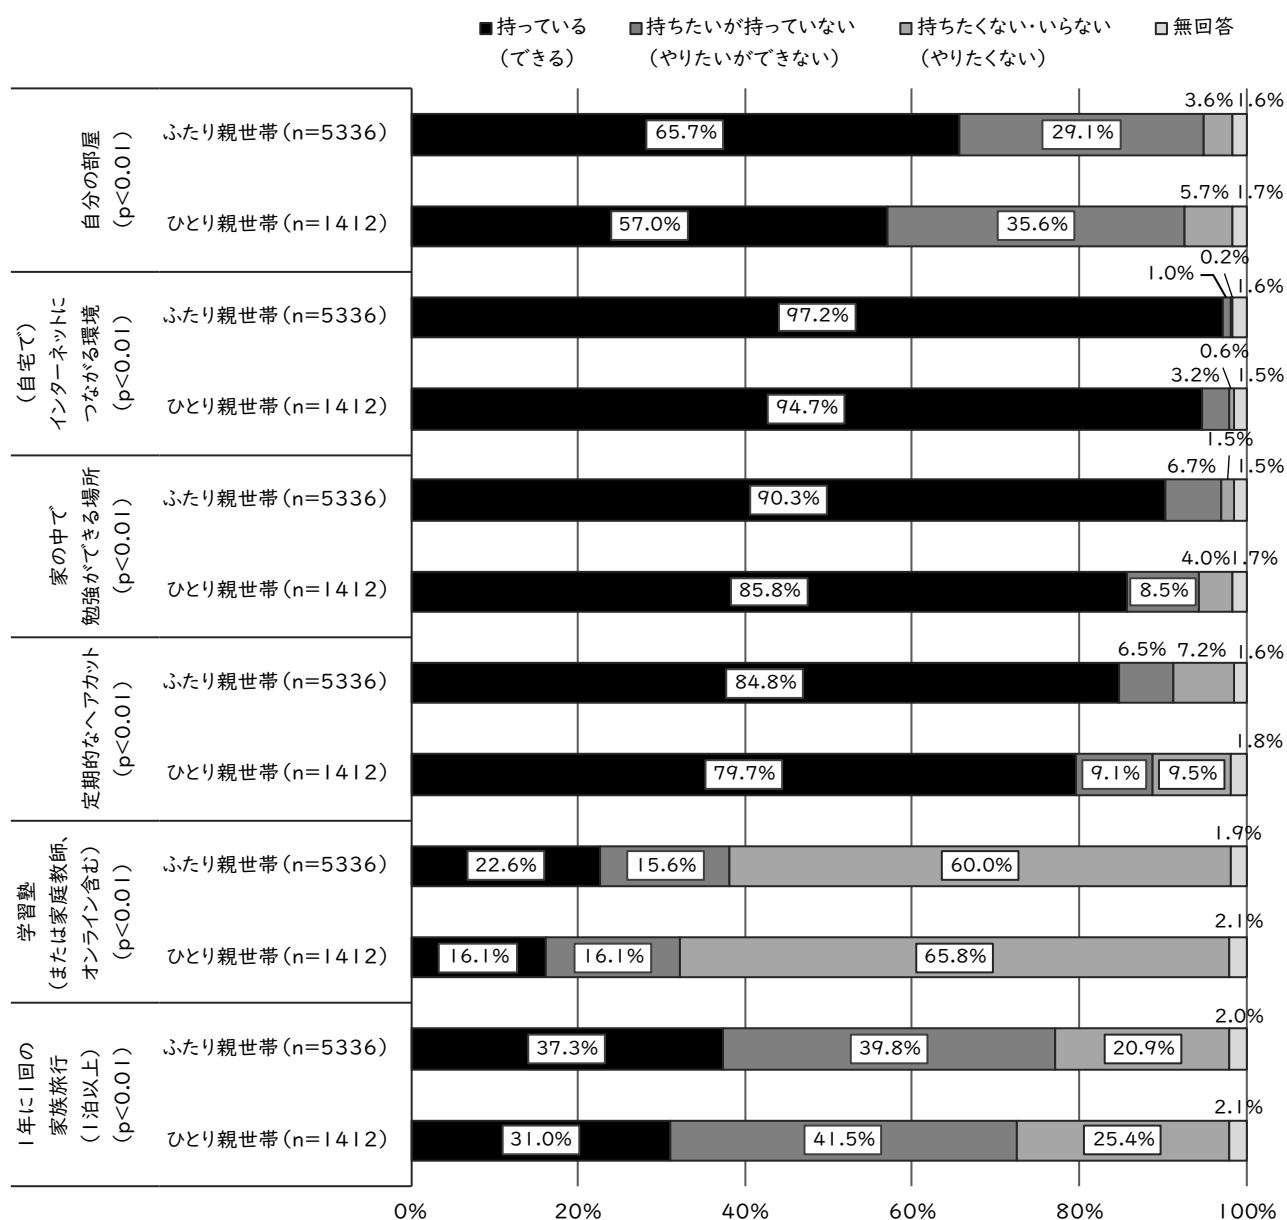 持っている
(できる)
持ちたいが持っていない
(やりたいができない)
持ちたくない・いらない
(やりたくない)
無回答
自分の部屋
(p<0.01)
ふたり親世帯(n=5336)
65.7%
29.1%
3.6%
1.6%
ひとり親世帯(n=1412)
57.0%
35.6%
5.7%
1.7%
(自宅で)
インターネットに
つながる環境
(p<0.01)
ふたり親世帯(n=5336)
97.2%
1.0%
0.2%
1.6%
ひとり親世帯(n=1412)
94.7%
3.2%
0.6%
1.5%
家の中で
勉強ができる場所
(p<0.01)
ふたり親世帯(n=5336)
90.3%
6.7%
1.5%
1.5%
ひとり親世帯(n=1412)
85.8%
8.5%
4.0%
1.7%
定期的なヘアカット
(p<0.01)
ふたり親世帯(n=5336)
84.8%
6.5%
7.2%
1.6%
ひとり親世帯(n=1412)
79.7%
9.1%
9.5%
1.8%
学習塾
(または家庭教師、
オンライン含む)
(p<0.01)
ふたり親世帯(n=5336)
22.6%
15.6%
60.0%
1.9%
ひとり親世帯(n=1412)
16.1%
16.1%
65.8%
2.1%
1年に1回の
家族旅行
(1泊以上)
(p<0.01)
ふたり親世帯(n=5336)
37.3%
39.8%
20.9%
2.0%
ひとり親世帯(n=1412)
31.0%
41.5%
25.4%
2.1%
0%
20%
40%
60%
80%
100%